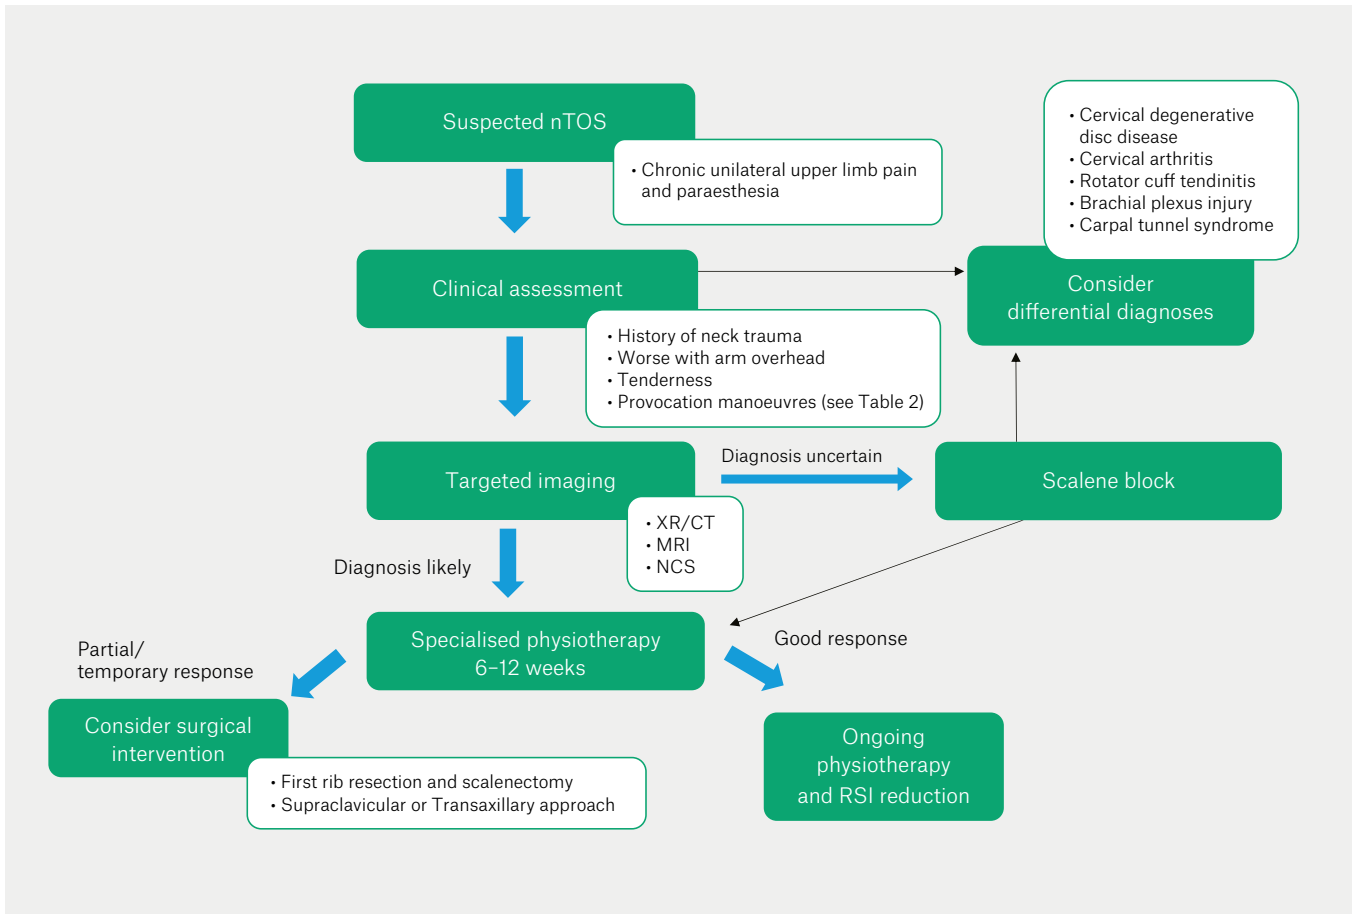 Suspected nTOS
• Chronic unilateral upper limb pain
and paraesthesia
• Cervical degenerative
disc disease
• Cervical arthritis
• Rotator cuff tendinitis
• Brachial plexus injury
• Carpal tunnel syndrome
Clinical assessment
Consider
differential diagnoses
• History of neck trauma
• Worse with arm overhead
• Tenderness
• Provocation manoeuvres (see Table 2)
Targeted imaging
Diagnosis uncertain
Scalene block
• XR/CT
• MRI
• NCS
Diagnosis likely
Specialised physiotherapy
6–12 weeks
Good response
Partial/
temporary response
Consider surgical
intervention
• First rib resection and scalenectomy
• Supraclavicular or Transaxillary approach
Ongoing
physiotherapy
and RSI reduction